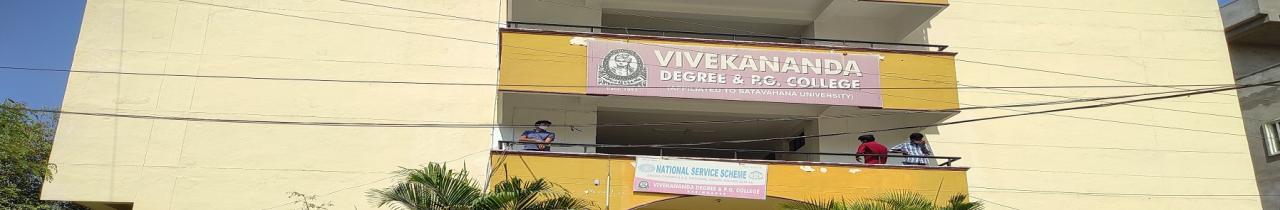 VIVEKANANDA
DEGREE & P.G. COLLEGE
(AFFILIATED TO SATAVAHANA UNIVERSITY)
NATIONAL SERVICE SCHEME
VIVEKANANDA DEGREE & P.G. COLLEGE